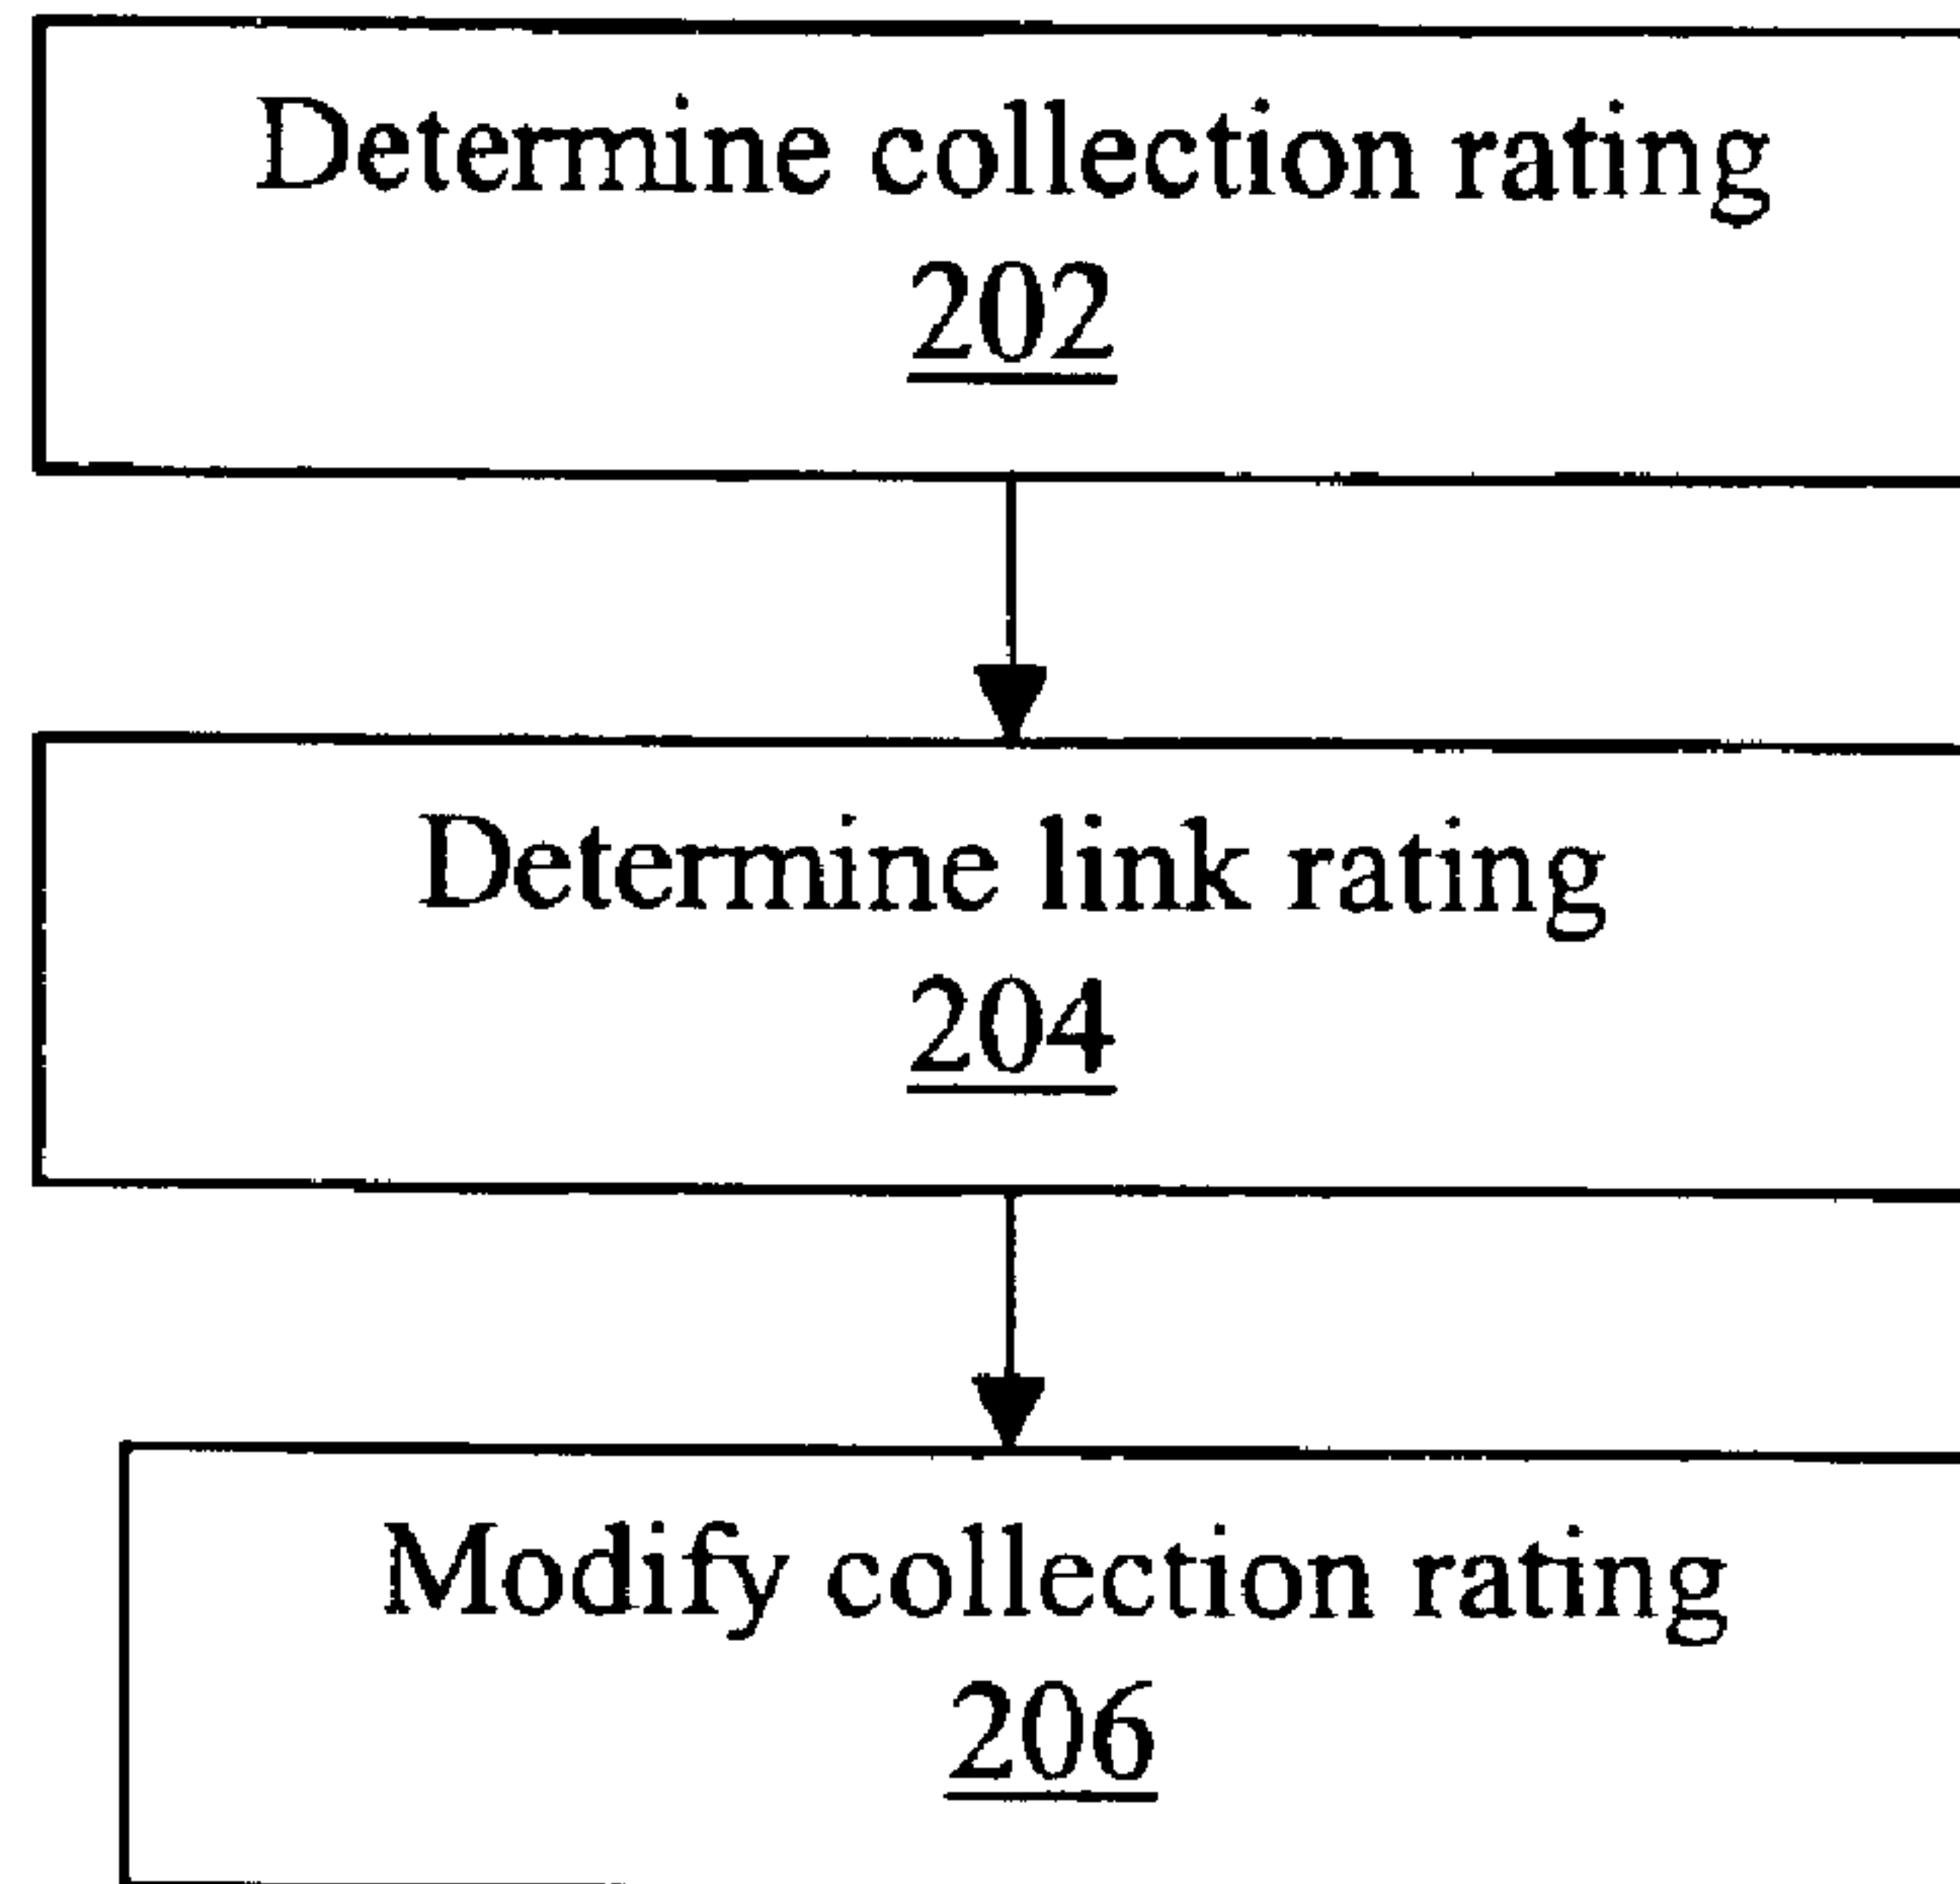 Determine collection rating
202
Determine link rating
204
Modify collection rating
206